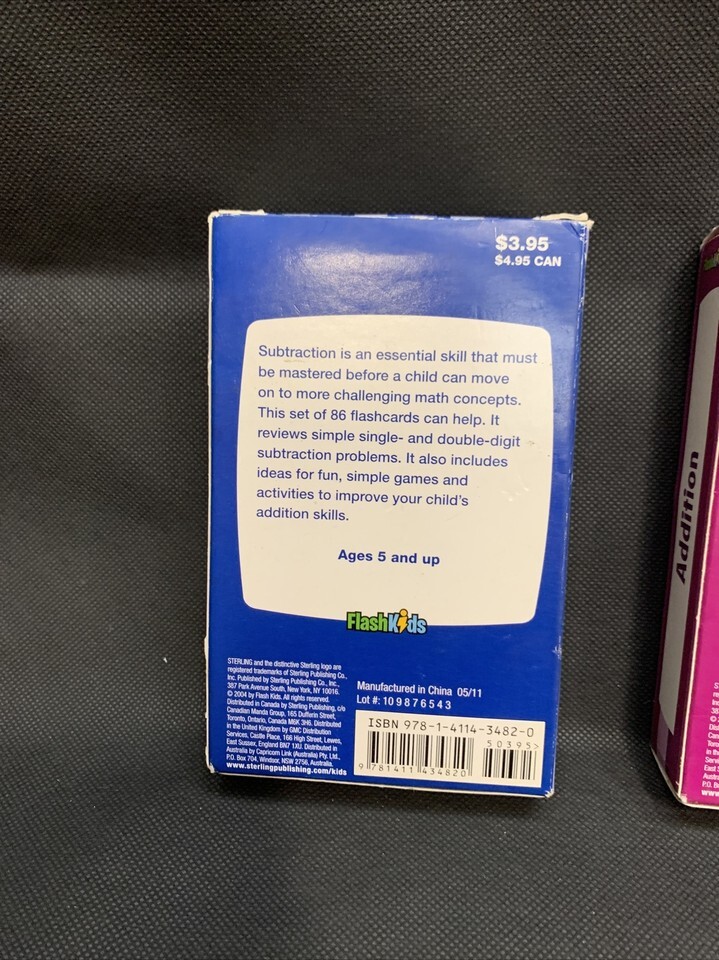 $3.95
$4.95 CAN
Subtraction is an essential skill that must
be mastered before a child can move
on to more challenging math concepts.
This set of 86 flashcards can help. It
reviews simple single- and double-digit
subtraction problems. It also includes
ideas for fun, simple games and
activities to improve your child's
addition skills.
Ages 5 and up
FlashKids
STERLING and the distinctive Sterling logo are
registered trademarks of Sterling Publishing Co.,
Inc. Published by Sterling Publishing Co., Inc.,
387 Park Avenue South, New York, NY 10016.
© 2004 by Flash Kids. All rights reserved.
Distributed in Canada by Sterling Publishing, c/o
Canadian Manda Group, 165 Dufferin Street,
Toronto, Ontario, Canada M6K 3H6. Distributed
in the United Kingdom by GMC Distribution
Services, Castle Place, 166 High Street, Lewes,
East Sussex, England BN7 1XU. Distributed in
Australia by Capricorn Link (Australia) Pty. Ltd.,
P.O. Box 704, Windsor, NSW 2756, Australia.
www.sterlingpublishing.com/kids
Manufactured in China 05/11
Lot #: 10 9 8 7 6 5 4 3
ISBN 978-1-4114-3482-0
50395>
9 781411 434820
Addition